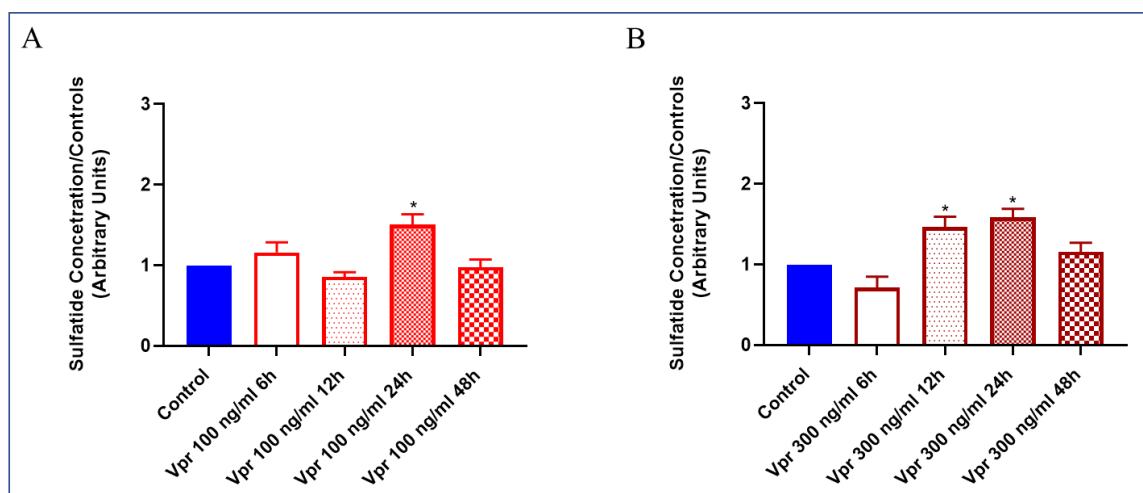 A
Sulfatide Concetration/Controls
(Arbitrary Units)
3
2
1
0
*
Control
Vpr 100 ng/ml 6h
Vpr 100 ng/ml 12h
Vpr 100 ng/ml 24h
Vpr 100 ng/ml 48h
B
Sulfatide Concetration/Controls
(Arbitrary Units)
3
2
1
0
*
*
Control
Vpr 300 ng/ml 6h
Vpr 300 ng/ml 12h
Vpr 300 ng/ml 24h
Vpr 300 ng/ml 48h